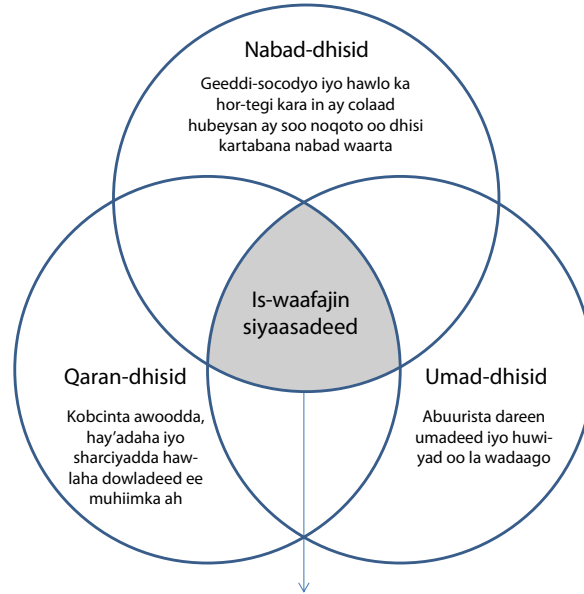 Nabad-dhisid
Geeddi-socodyo iyo hawlo ka
hor-tegi kara in ay colaad
hubeysan ay soo noqoto oo dhisi
kartabana nabad waarta
Is-waafajin
siyaasadeed
Qaran-dhisid
Kobcinta awoodda,
hay’adaha iyo
sharciyadda haw-
laha dowladeed ee
muhiimka ah
Umad-dhisid
Abuurista dareen
umadeed iyo huwi-
yad oo la wadaago